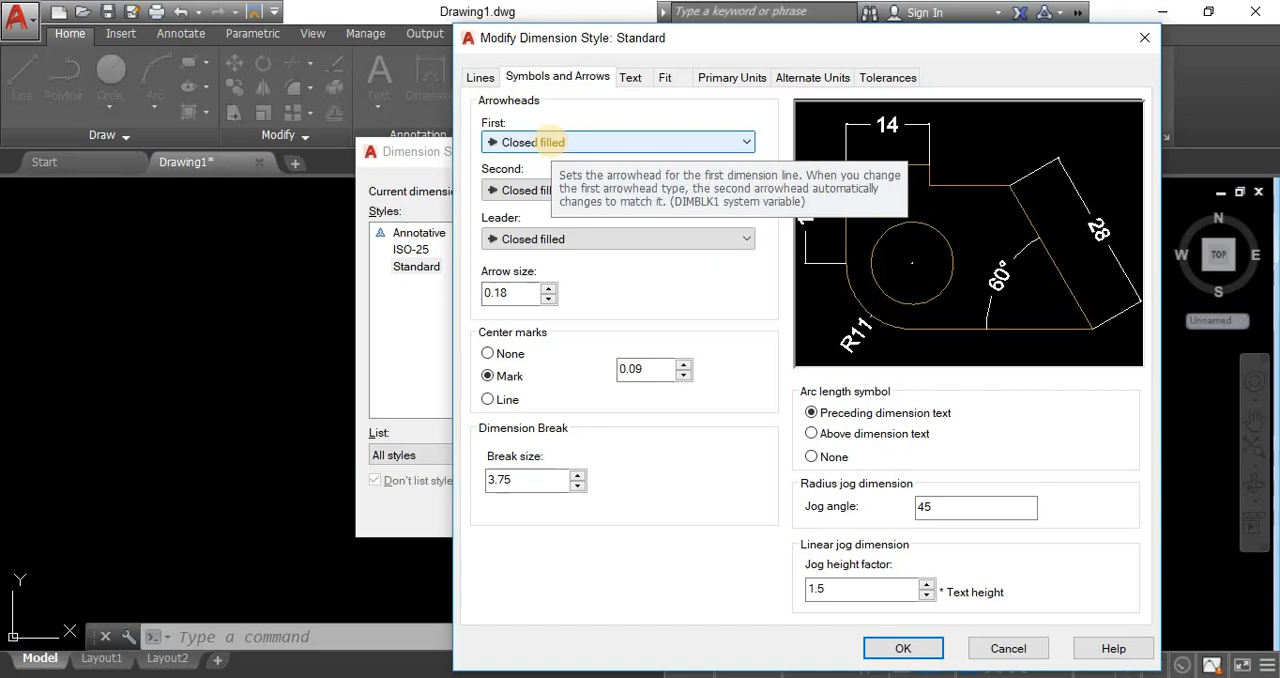 Drawing1.dwg
Type a keyword or phrase
Sign In
Home
Insert
Annotate
Parametric
View
Manage
Output
Line
Polyline
Circle
Arc
Text
Draw
Modify
Annotation
Start
Drawing1*
Dimension S
Current dimens
Styles:
Annotative
ISO-25
Standard
List:
All styles
Don't list style
Modify Dimension Style: Standard
Lines
Symbols and Arrows
Text
Fit
Primary Units
Alternate Units
Tolerances
Arrowheads
First:
Closed filled
Second:
Closed fill
Sets the arrowhead for the first dimension line. When you change
the first arrowhead type, the second arrowhead automatically
changes to match it. (DIMBLK1 system variable)
Leader:
Closed filled
Arrow size:
0.18
Center marks
None
Mark
Line
0.09
Dimension Break
Break size:
3.75
14
28
60°
R11
Arc length symbol
Preceding dimension text
Above dimension text
None
Radius jog dimension
Jog angle:
45
Linear jog dimension
Jog height factor:
1.5
* Text height
OK
Cancel
Help
N
W
TOP
E
S
Unnamed
Y
X
Type a command
Model
Layout1
Layout2